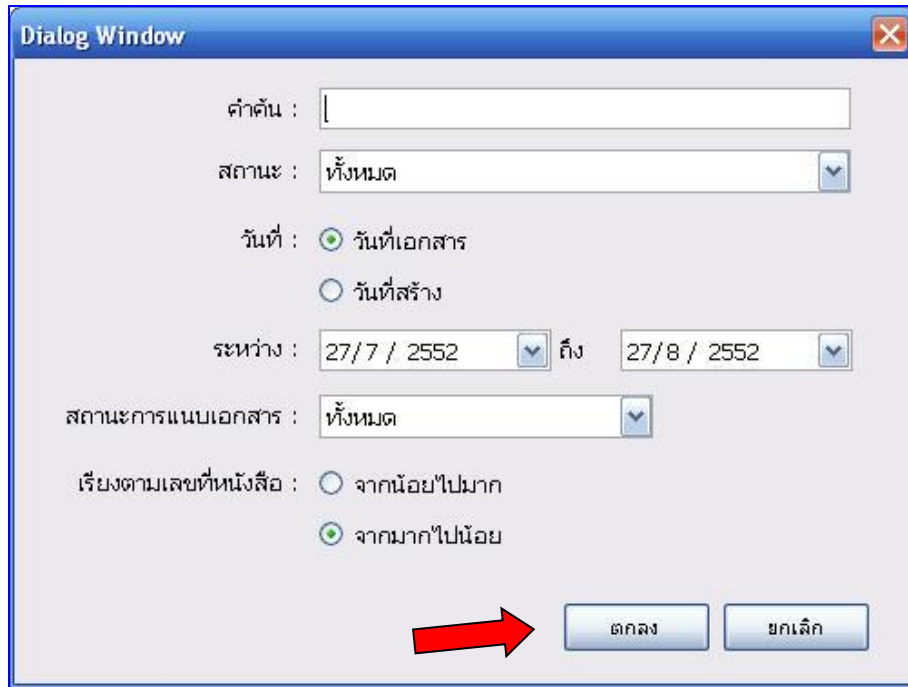 Dialog Window
คำค้น :
สถานะ : ทั้งหมด
วันที่ : วันที่เอกสาร
วันที่สร้าง
ระหว่าง : 27/7 / 2552 ถึง 27/8 / 2552
สถานะการแนบเอกสาร : ทั้งหมด
เรียงตามเลขที่หนังสือ : จากน้อยไปมาก
จากมากไปน้อย
ตกลง ยกเลิก